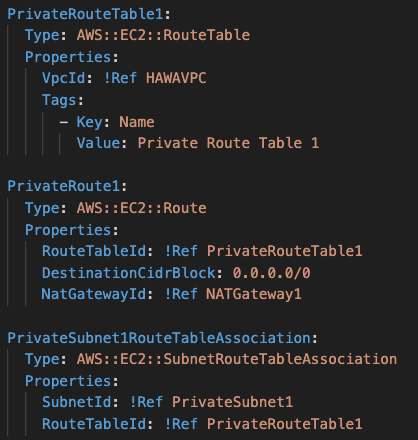 PrivateRouteTable1:
  Type: AWS::EC2::RouteTable
  Properties:
    VpcId: !Ref HAWAVPC
    Tags:
      – Key: Name
        Value: Private Route Table 1

PrivateRoute1:
  Type: AWS::EC2::Route
  Properties:
    RouteTableId: !Ref PrivateRouteTable1
    DestinationCidrBlock: 0.0.0.0/0
    NatGatewayId: !Ref NATGateway1

PrivateSubnet1RouteTableAssociation:
  Type: AWS::EC2::SubnetRouteTableAssociation
  Properties:
    SubnetId: !Ref PrivateSubnet1
    RouteTableId: !Ref PrivateRouteTable1